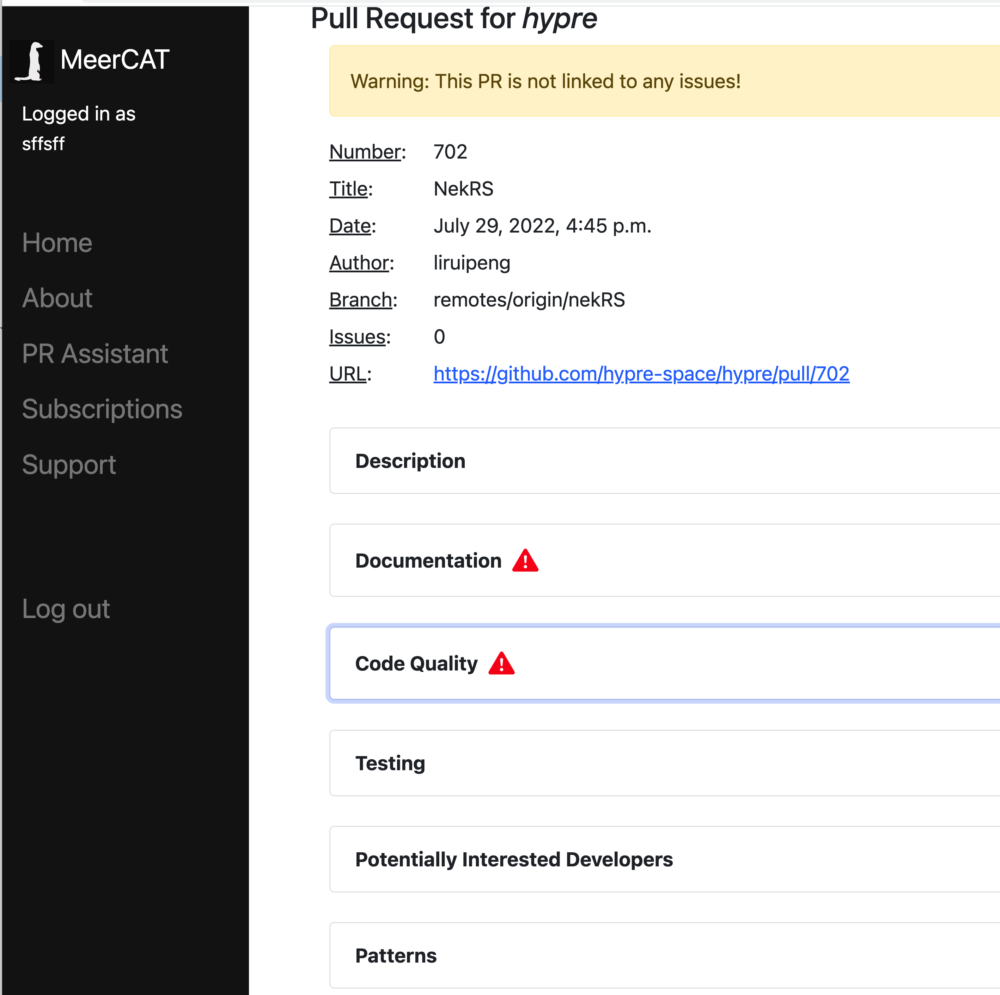 MeerCAT
Logged in as
sffsff
Home
About
PR Assistant
Subscriptions
Support
Log out
Pull Request for hypre
Warning: This PR is not linked to any issues!
Number: 702
Title: NekRS
Date: July 29, 2022, 4:45 p.m.
Author: liruipeng
Branch: remotes/origin/nekRS
Issues: 0
URL: https://github.com/hypre-space/hypre/pull/702
Description
Documentation
Code Quality
Testing
Potentially Interested Developers
Patterns